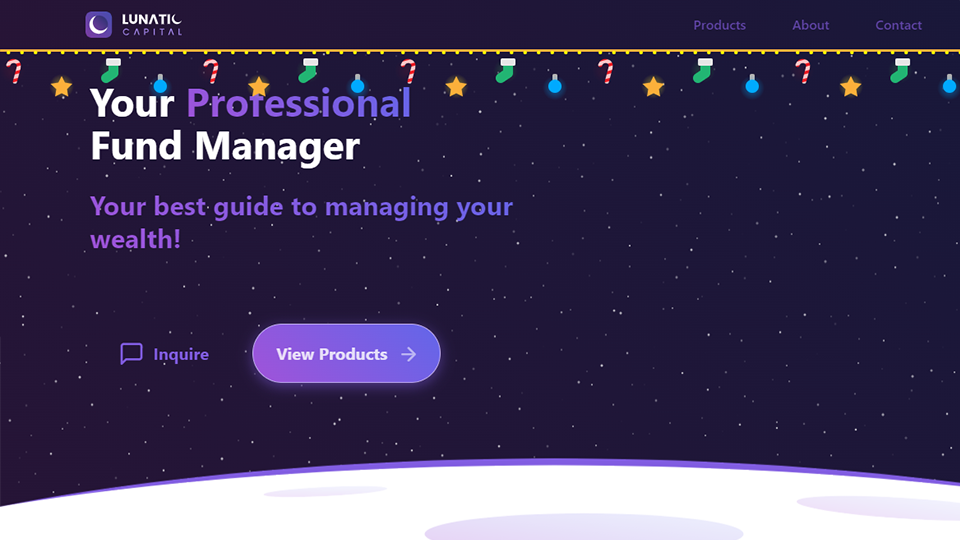 LUNATIC
CAPITAL
Products
About
Contact
Your Professional
Fund Manager
Your best guide to managing your
wealth!
Inquire
View Products